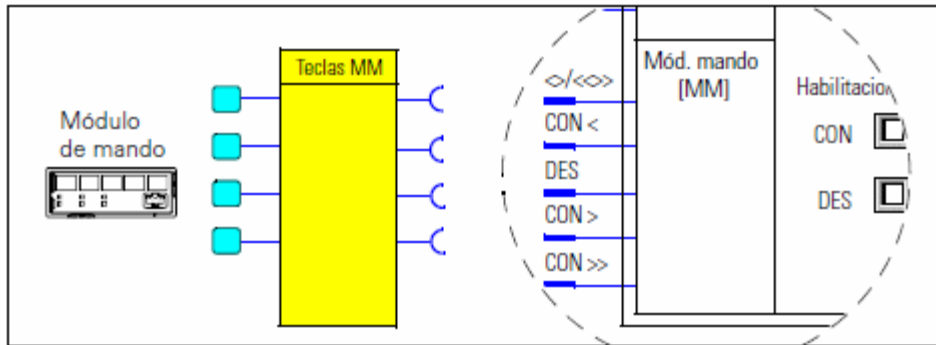 Módulo
de mando
Teclas MM
<>/<<>>
CON <
DES
CON >
CON >>
Mód. mando
[MM]
Habilitacio
CON
DES